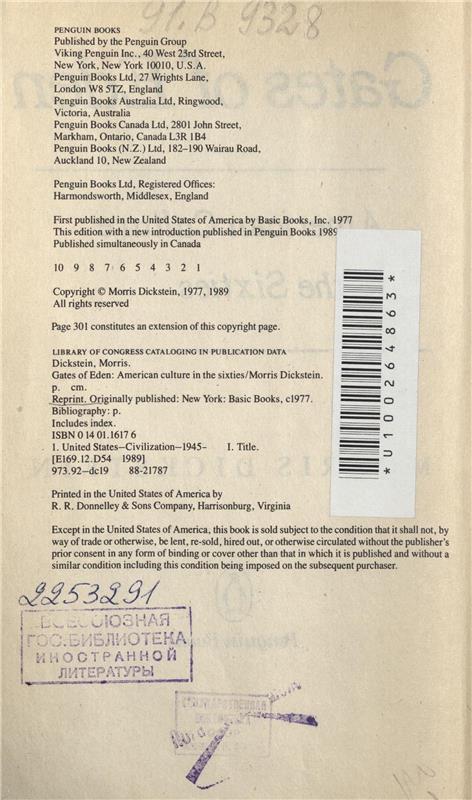 91.В 9328
PENGUIN BOOKS
Published by the Penguin Group
Viking Penguin Inc., 40 West 23rd Street,
New York, New York 10010, U.S.A.
Penguin Books Ltd, 27 Wrights Lane,
London W8 5TZ, England
Penguin Books Australia Ltd, Ringwood,
Victoria, Australia
Penguin Books Canada Ltd, 2801 John Street,
Markham, Ontario, Canada L3R 1B4
Penguin Books (N.Z.) Ltd, 182–190 Wairau Road,
Auckland 10, New Zealand
Penguin Books Ltd, Registered Offices:
Harmondsworth, Middlesex, England
First published in the United States of America by Basic Books, Inc. 1977
This edition with a new introduction published in Penguin Books 1989
Published simultaneously in Canada
10 9 8 7 6 5 4 3 2 1
Copyright © Morris Dickstein, 1977, 1989
All rights reserved
Page 301 constitutes an extension of this copyright page.
LIBRARY OF CONGRESS CATALOGING IN PUBLICATION DATA
Dickstein, Morris.
Gates of Eden: American culture in the sixties/Morris Dickstein.
p. cm.
Reprint. Originally published: New York: Basic Books, c1977.
Bibliography: p.
Includes index.
ISBN 0 14 01.1617 6
1. United States–Civilization–1945- I. Title.
[E169.12.D54 1989]
973.92–dc19 88-21787
*U100264863*
Printed in the United States of America by
R. R. Donnelley & Sons Company, Harrisonburg, Virginia
Except in the United States of America, this book is sold subject to the condition that it shall not, by
way of trade or otherwise, be lent, re-sold, hired out, or otherwise circulated without the publisher's
prior consent in any form of binding or cover other than that in which it is published and without a
similar condition including this condition being imposed on the subsequent purchaser.
2253291
ВСЕСОЮЗНАЯ
ГОС.БИБЛИОТЕКА
ИНОСТРАННОЙ
ЛИТЕРАТУРЫ